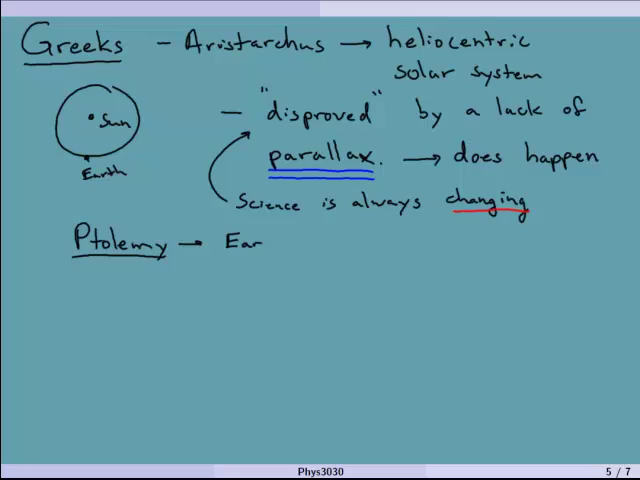 Greeks - Aristarchus → heliocentric
solar system
Sun
Earth
- "disproved" by a lack of
parallax. → does happen
Science is always changing
Ptolemy → Ear
Phys3030
5 / 7